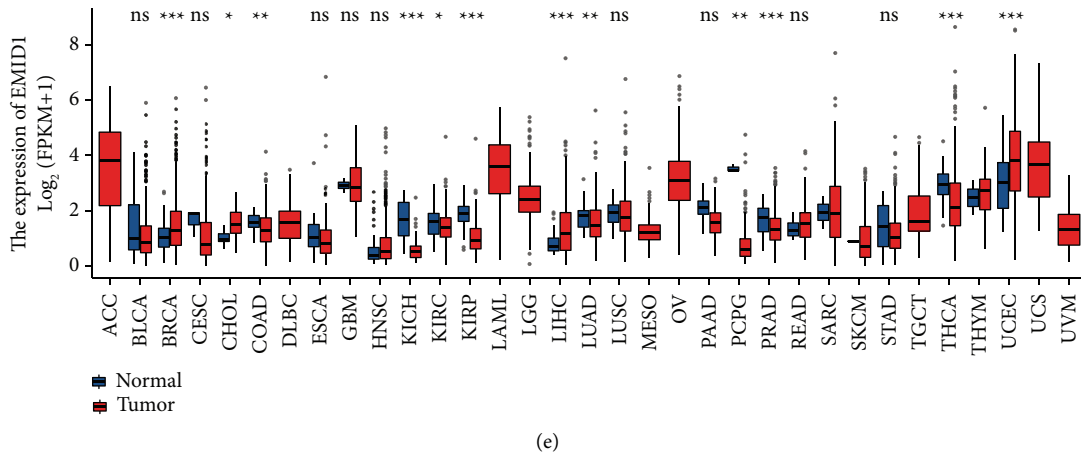 ns *** ns * ** ns ns ns *** * *** *** ** ns ** *** ns ns *** ***
The expression of EMID1
Log2 (FPKM+1)
8
6
4
2
0
ACC BLCA BRCA CESC CHOL COAD DLBC ESCA GBM HNSC KICH KIRC KIRP LAML LGG LIHC LUAD LUSC MESO OV PAAD PCPG PRAD READ SARC SKCM STAD TGCT THCA THYM UCEC UCS UVM
Normal
Tumor
(e)